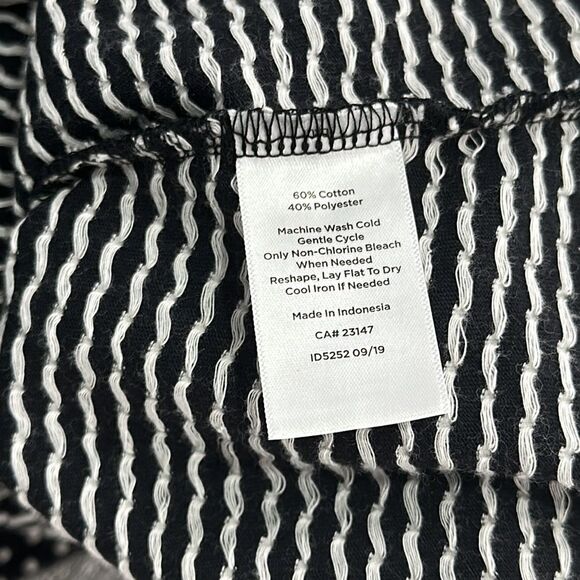 60% Cotton
40% Polyester
Machine Wash Cold
Gentle Cycle
Only Non-Chlorine Bleach
When Needed
Reshape, Lay Flat To Dry
Cool Iron If Needed
Made In Indonesia
CA# 23147
ID5252 09/19